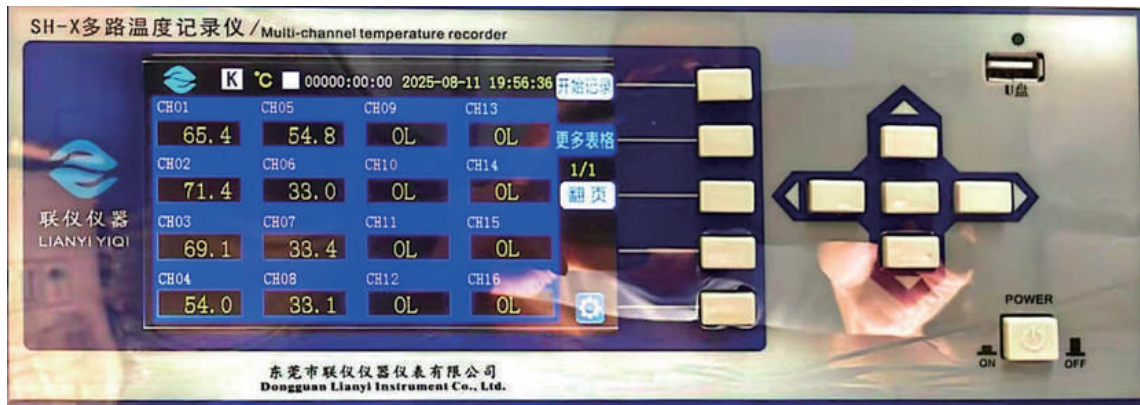 SH-X多路温度记录仪/Multi-channel temperature recorder
K °C 00000:00:00 2025-08-11 19:56:36 开始记录
CH01 CH05 CH09 CH13
65.4 54.8 OL OL 更多表格
CH02 CH06 CH10 CH14 1/1
71.4 33.0 OL OL 翻页
CH03 CH07 CH11 CH15
69.1 33.4 OL OL
CH04 CH08 CH12 CH16
54.0 33.1 OL OL
联仪仪器
LIANYI YIQI
U盘
POWER
ON OFF
东莞市联仪仪器仪表有限公司
Dongguan Lianyi Instrument Co., Ltd.